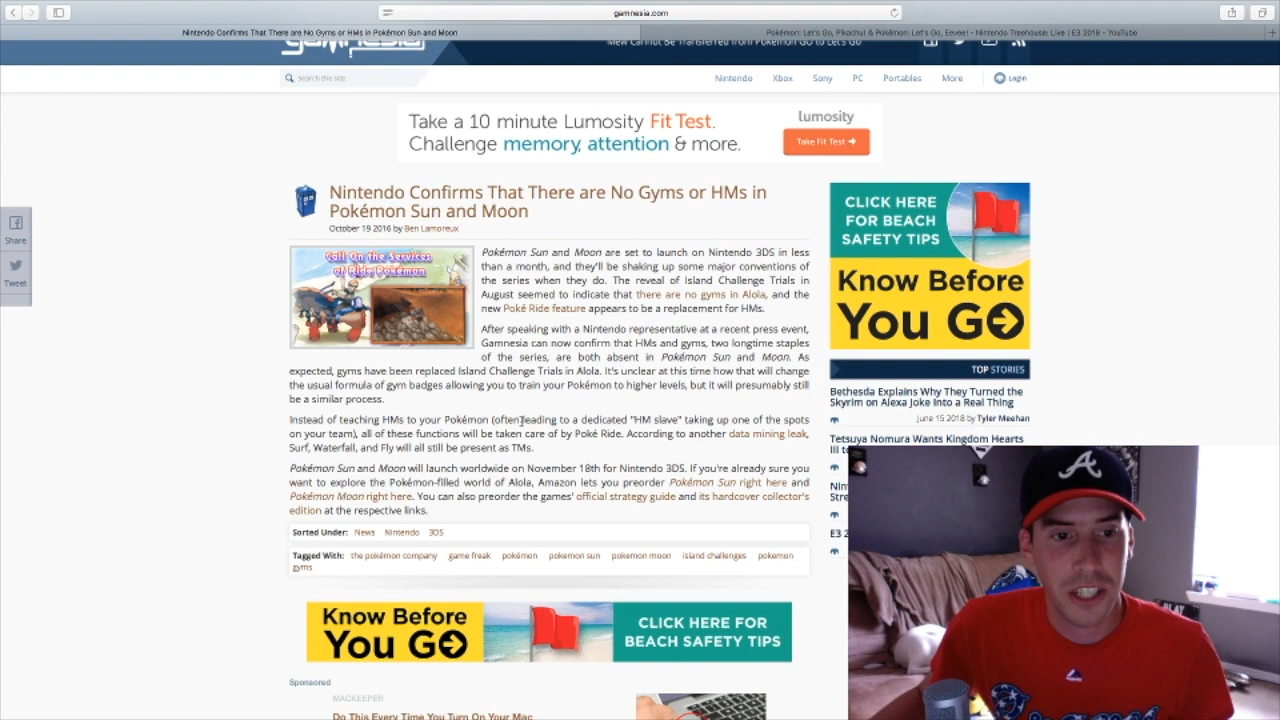 gamnesia.com
Nintendo Confirms That There are No Gyms or HMs in Pokémon Sun and Moon
Pokémon: Let's Go, Pikachu! & Pokémon: Let's Go, Eevee! - Nintendo Treehouse: Live | E3 2018 - YouTube
gamnesia
Mew Cannot Be Transferred from Pokémon GO to Let's Go
Search the site
Nintendo Xbox Sony PC Portables More Login
Take a 10 minute Lumosity Fit Test.
Challenge memory, attention & more.
lumosity
Take Fit Test
Share
Tweet
Nintendo Confirms That There are No Gyms or HMs in
Pokémon Sun and Moon
October 19 2016 by Ben Lamoreux
Call On the Services
of Ride Pokémon
Pokémon Sun and Moon are set to launch on Nintendo 3DS in less
than a month, and they'll be shaking up some major conventions of
the series when they do. The reveal of Island Challenge Trials in
August seemed to indicate that there are no gyms in Alola, and the
new Poké Ride feature appears to be a replacement for HMs.
After speaking with a Nintendo representative at a recent press event,
Gamnesia can now confirm that HMs and gyms, two longtime staples
of the series, are both absent in Pokémon Sun and Moon. As
expected, gyms have been replaced Island Challenge Trials in Alola. It's unclear at this time how that will change
the usual formula of gym badges allowing you to train your Pokémon to higher levels, but it will presumably still
be a similar process.
Instead of teaching HMs to your Pokémon (often leading to a dedicated "HM slave" taking up one of the spots
on your team), all of these functions will be taken care of by Poké Ride. According to another data mining leak,
Surf, Waterfall, and Fly will all still be present as TMs.
Pokémon Sun and Moon will launch worldwide on November 18th for Nintendo 3DS. If you're already sure you
want to explore the Pokémon-filled world of Alola, Amazon lets you preorder Pokémon Sun right here and
Pokémon Moon right here. You can also preorder the games' official strategy guide and its hardcover collector's
edition at the respective links.
Sorted Under: News Nintendo 3DS
Tagged With: the pokémon company game freak pokémon pokemon sun pokemon moon island challenges pokemon
gyms
Know Before
You GO
CLICK HERE FOR
BEACH SAFETY TIPS
Sponsored
MACKEEPER
Do This Every Time You Turn On Your Mac
CLICK HERE
FOR BEACH
SAFETY TIPS
Know Before
You GO
TOP STORIES
Bethesda Explains Why They Turned the
Skyrim on Alexa Joke Into a Real Thing
June 15 2018 by Tyler Meehan
Tetsuya Nomura Wants Kingdom Hearts
III to
E3 2
A
PLAY